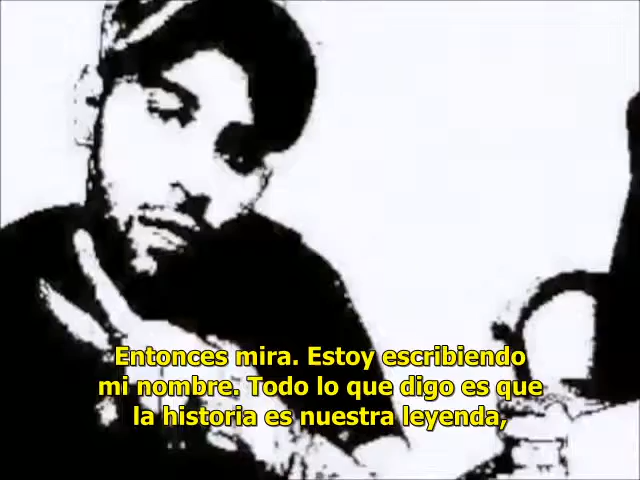 Entonces mira. Estoy escribiendo
mi nombre. Todo lo que digo es que
la historia es nuestra leyenda,